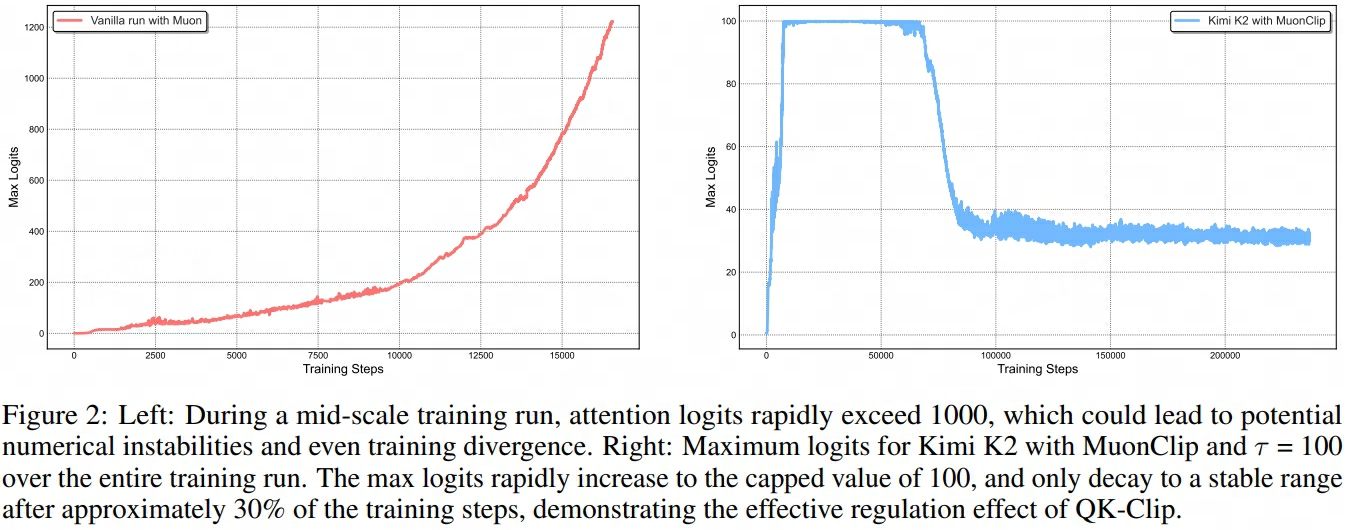 Vanilla run with Muon
Max Logits
1200
1000
800
600
400
200
0
0 2500 5000 7500 10000 12500 15000
Training Steps
Kimi K2 with MuonClip
Max Logits
100
80
60
40
20
0
0 50000 100000 150000 200000
Training Steps
Figure 2: Left: During a mid-scale training run, attention logits rapidly exceed 1000, which could lead to potential
numerical instabilities and even training divergence. Right: Maximum logits for Kimi K2 with MuonClip and τ = 100
over the entire training run. The max logits rapidly increase to the capped value of 100, and only decay to a stable range
after approximately 30% of the training steps, demonstrating the effective regulation effect of QK-Clip.